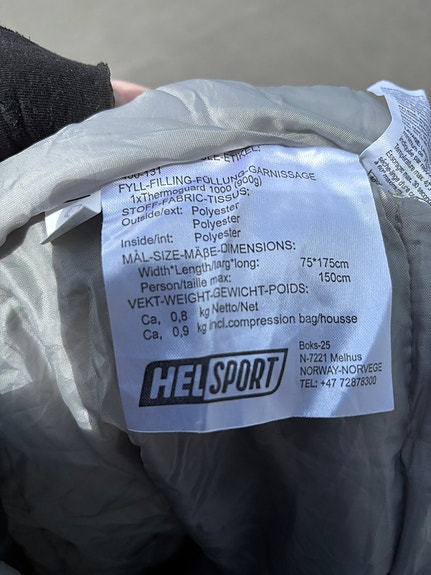 ETIKEL:
FYLL-FILLING-FÜLLUNG-GARNISSAGE
1xThermoguard 1000 (900g)
STOFF-FABRIC-TISSUS:
Outside/ext: Polyester
Polyester
Inside/int: Polyester
MÅL-SIZE-MAßE-DIMENSIONS:
Width*Length/larg*long: 75*175cm
Person/taille max: 150cm
VEKT-WEIGHT-GEWICHT-POIDS:
Ca, 0,8 kg Netto/Net
Ca, 0,9 kg incl.compression bag/housse
HELSPORT
Boks-25
N-7221 Melhus
NORWAY-NORVEGE
TEL: +47 72878300